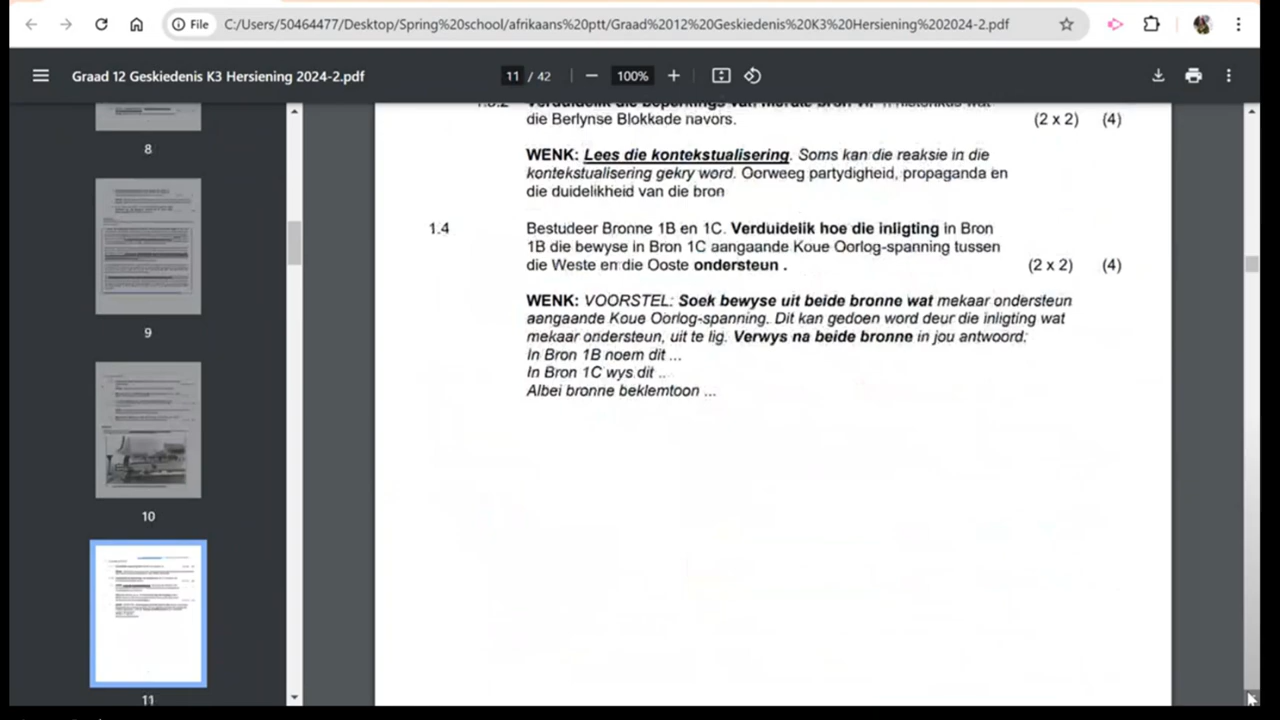 File C:/Users/50464477/Desktop/Spring%20school/afrikaans%20ptt/Graad%2012%20Geskiedenis%20K3%20Hersiening%202024-2.pdf
Graad 12 Geskiedenis K3 Hersiening 2024-2.pdf
11 / 42
100%
8
9
10
11
Verduidelik die beperkings van hierdie bron vir 'n historikus wat
die Berlynse Blokkade navors. (2 x 2) (4)
WENK: Lees die kontekstualisering. Soms kan die reaksie in die
kontekstualisering gekry word. Oorweeg partydigheid, propaganda en
die duidelikheid van die bron
1.4 Bestudeer Bronne 1B en 1C. Verduidelik hoe die inligting in Bron
1B die bewyse in Bron 1C aangaande Koue Oorlog-spanning tussen
die Weste en die Ooste ondersteun . (2 x 2) (4)
WENK: VOORSTEL: Soek bewyse uit beide bronne wat mekaar ondersteun
aangaande Koue Oorlog-spanning. Dit kan gedoen word deur die inligting wat
mekaar ondersteun, uit te lig. Verwys na beide bronne in jou antwoord;
In Bron 1B noem dit ...
In Bron 1C wys dit ..
Albei bronne beklemtoon ...